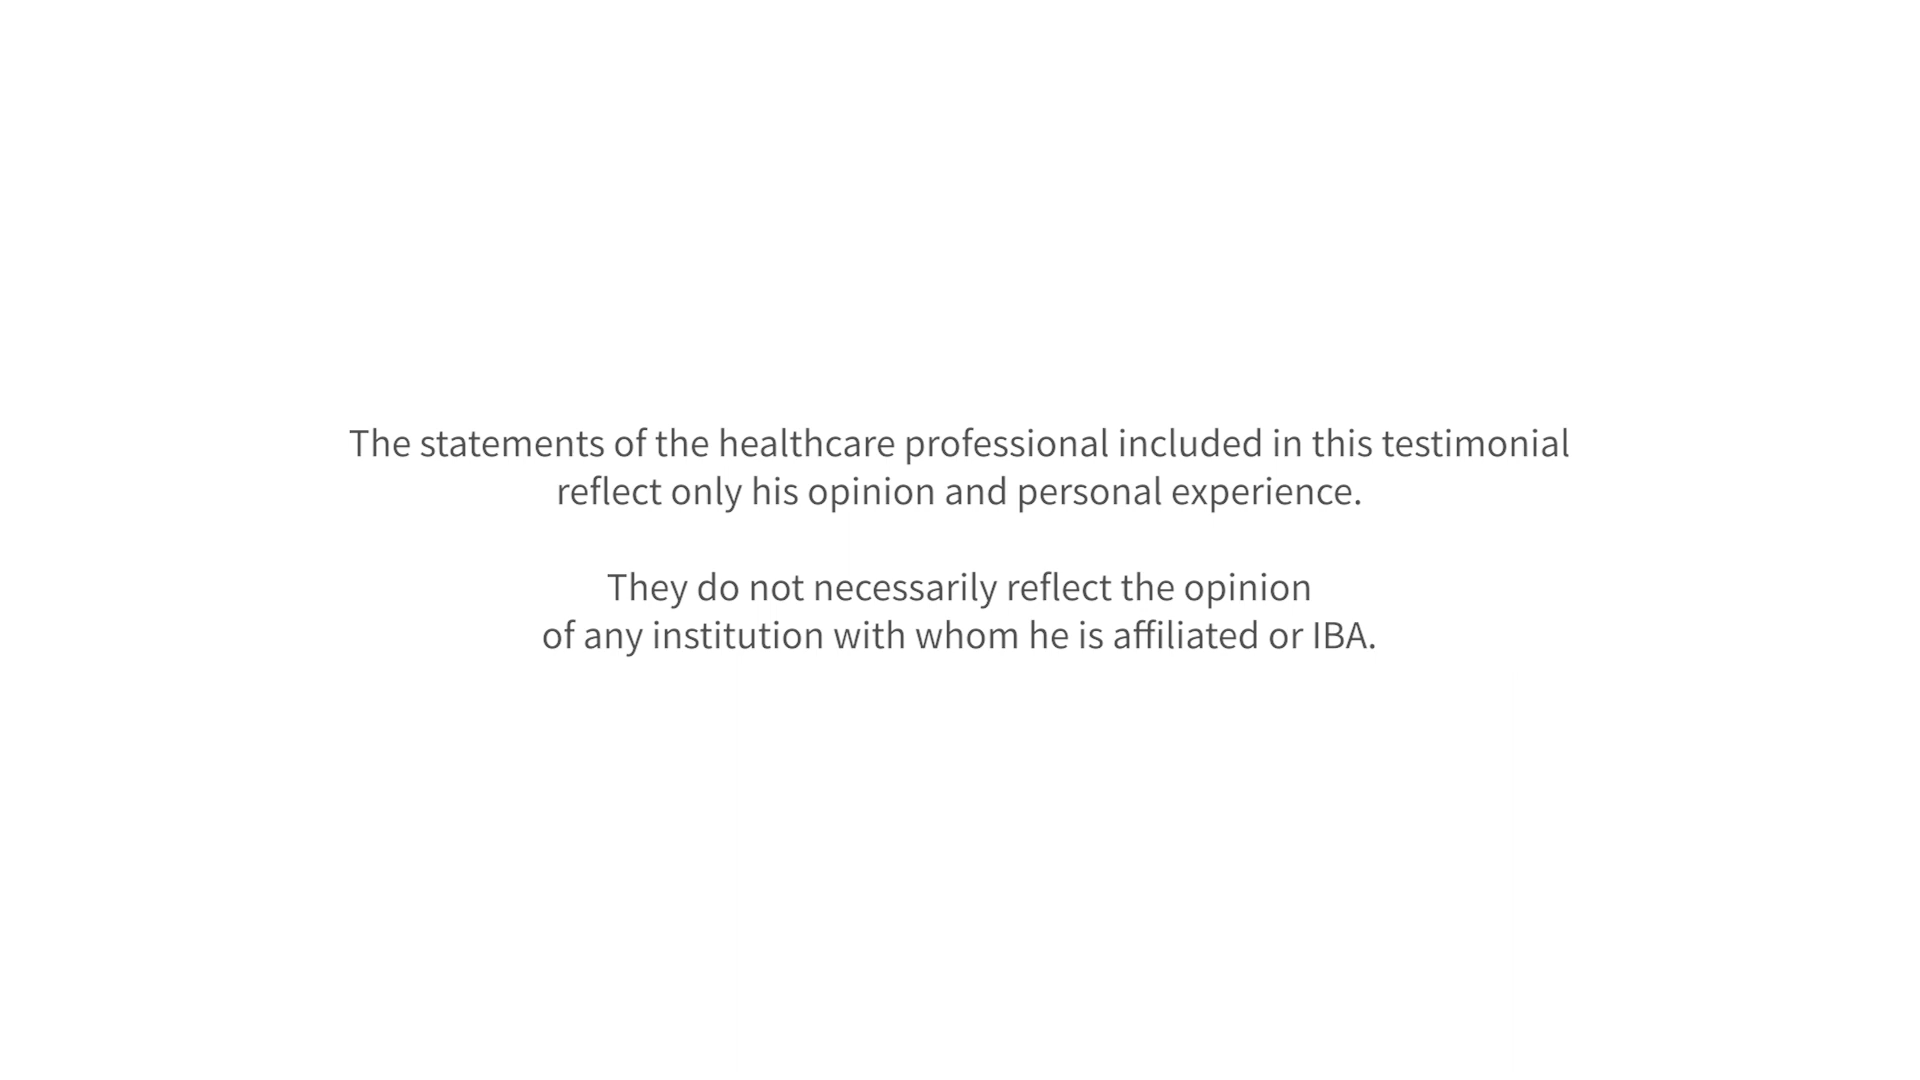 The statements of the healthcare professional included in this testimonial
reflect only his opinion and personal experience.
They do not necessarily reflect the opinion
of any institution with whom he is affiliated or IBA.